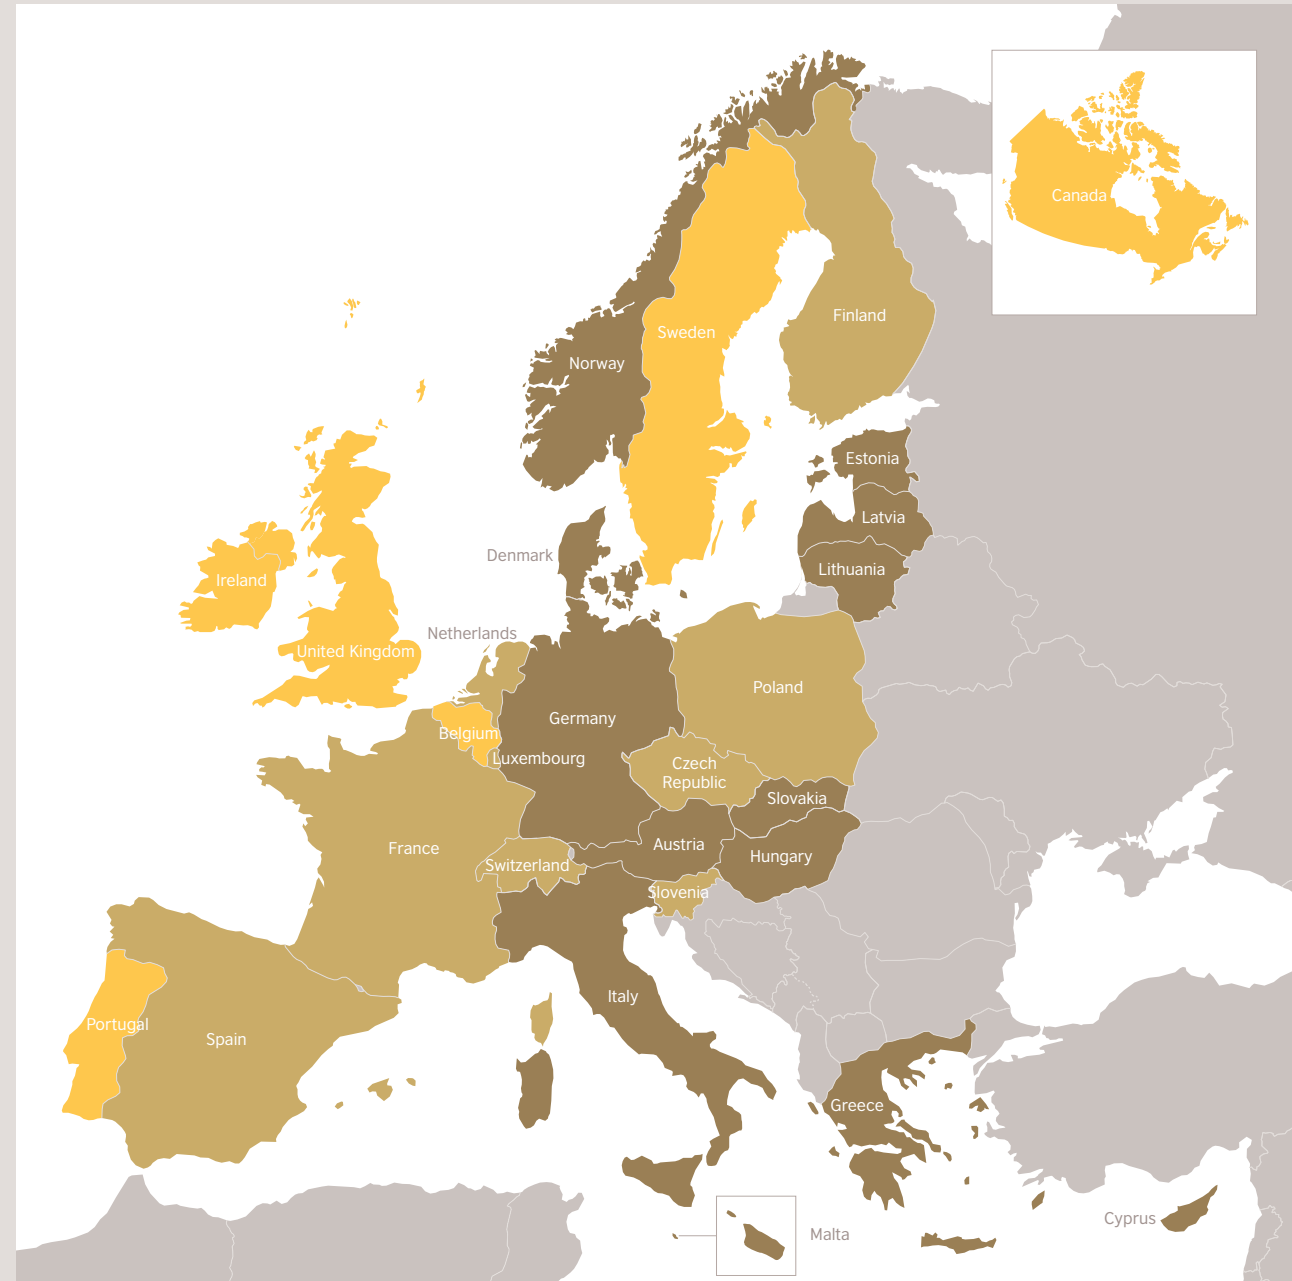 Canada
Finland
Sweden
Norway
Estonia
Latvia
Denmark
Lithuania
Ireland
Netherlands
United Kingdom
Poland
Germany
Belgium
Luxembourg
Czech
Republic
Slovakia
Austria
France
Hungary
Switzerland
Slovenia
Italy
Portugal
Spain
Greece
Cyprus
Malta